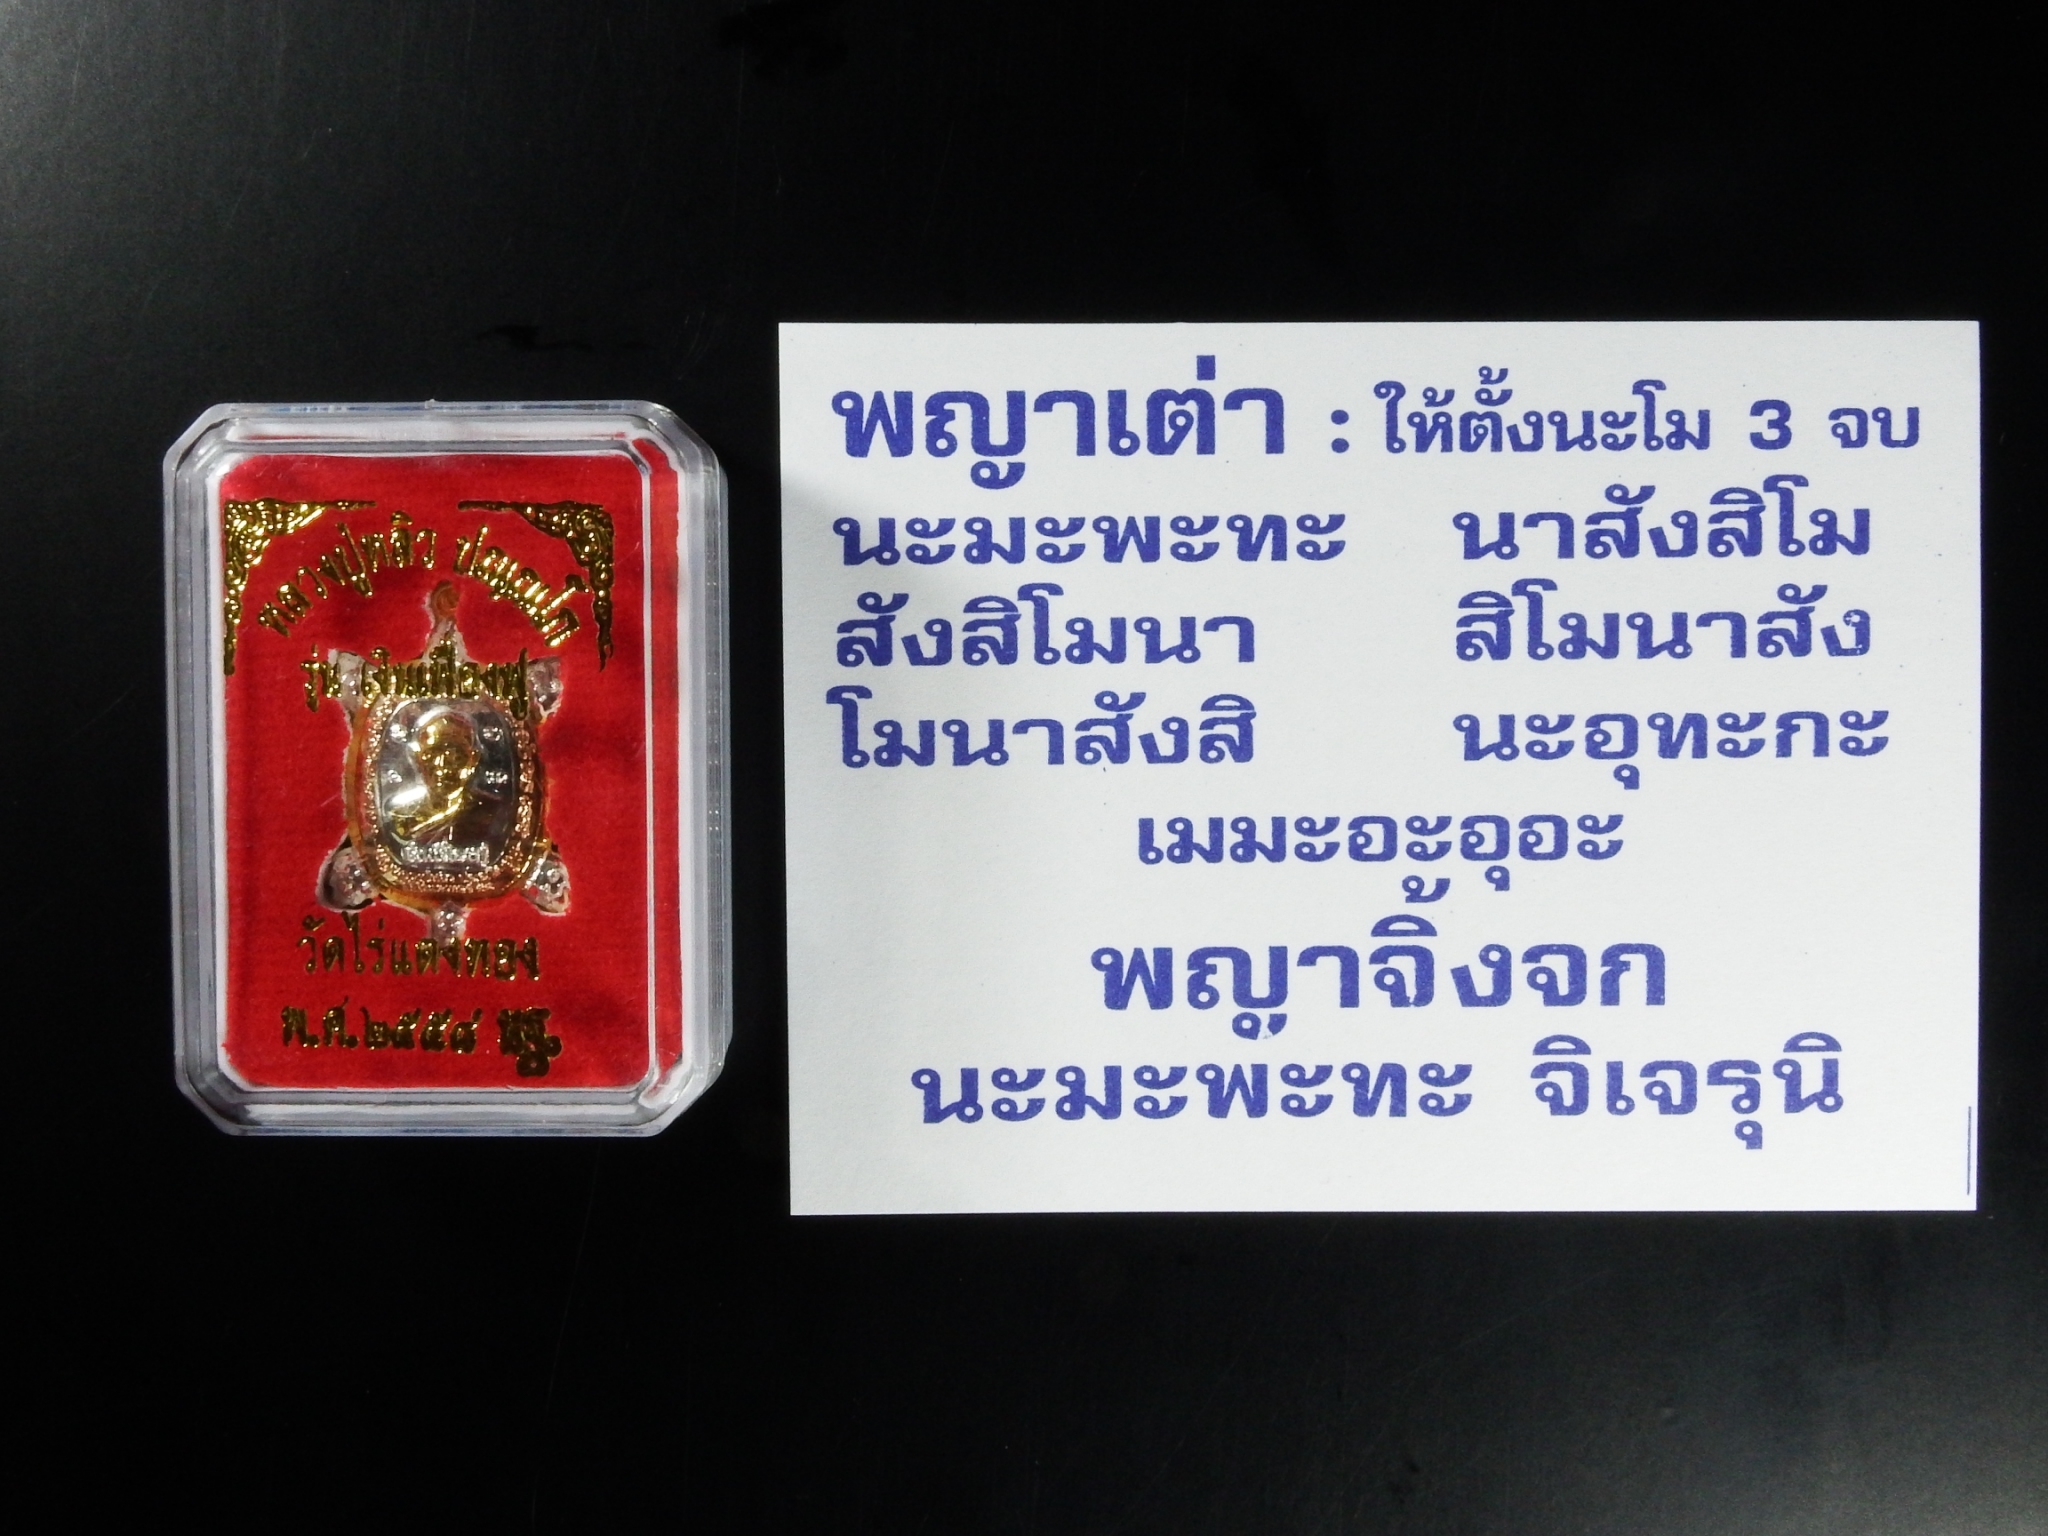 หลวงปู่หลิว ปณฺณโก
รุ่น เงินเฟื่องฟู
วัดไร่แตงทอง
พ.ศ.๒๕๕๘
พญาเต่า : ให้ตั้งนะโม 3 จบ
นะมะพะทะ นาสังสิโม
สังสิโมนา สิโมนาสัง
โมนาสังสิ นะอุทะกะ
เมมะอะอุอะ
พญาจิ้งจก
นะมะพะทะ จิเจรุนิ